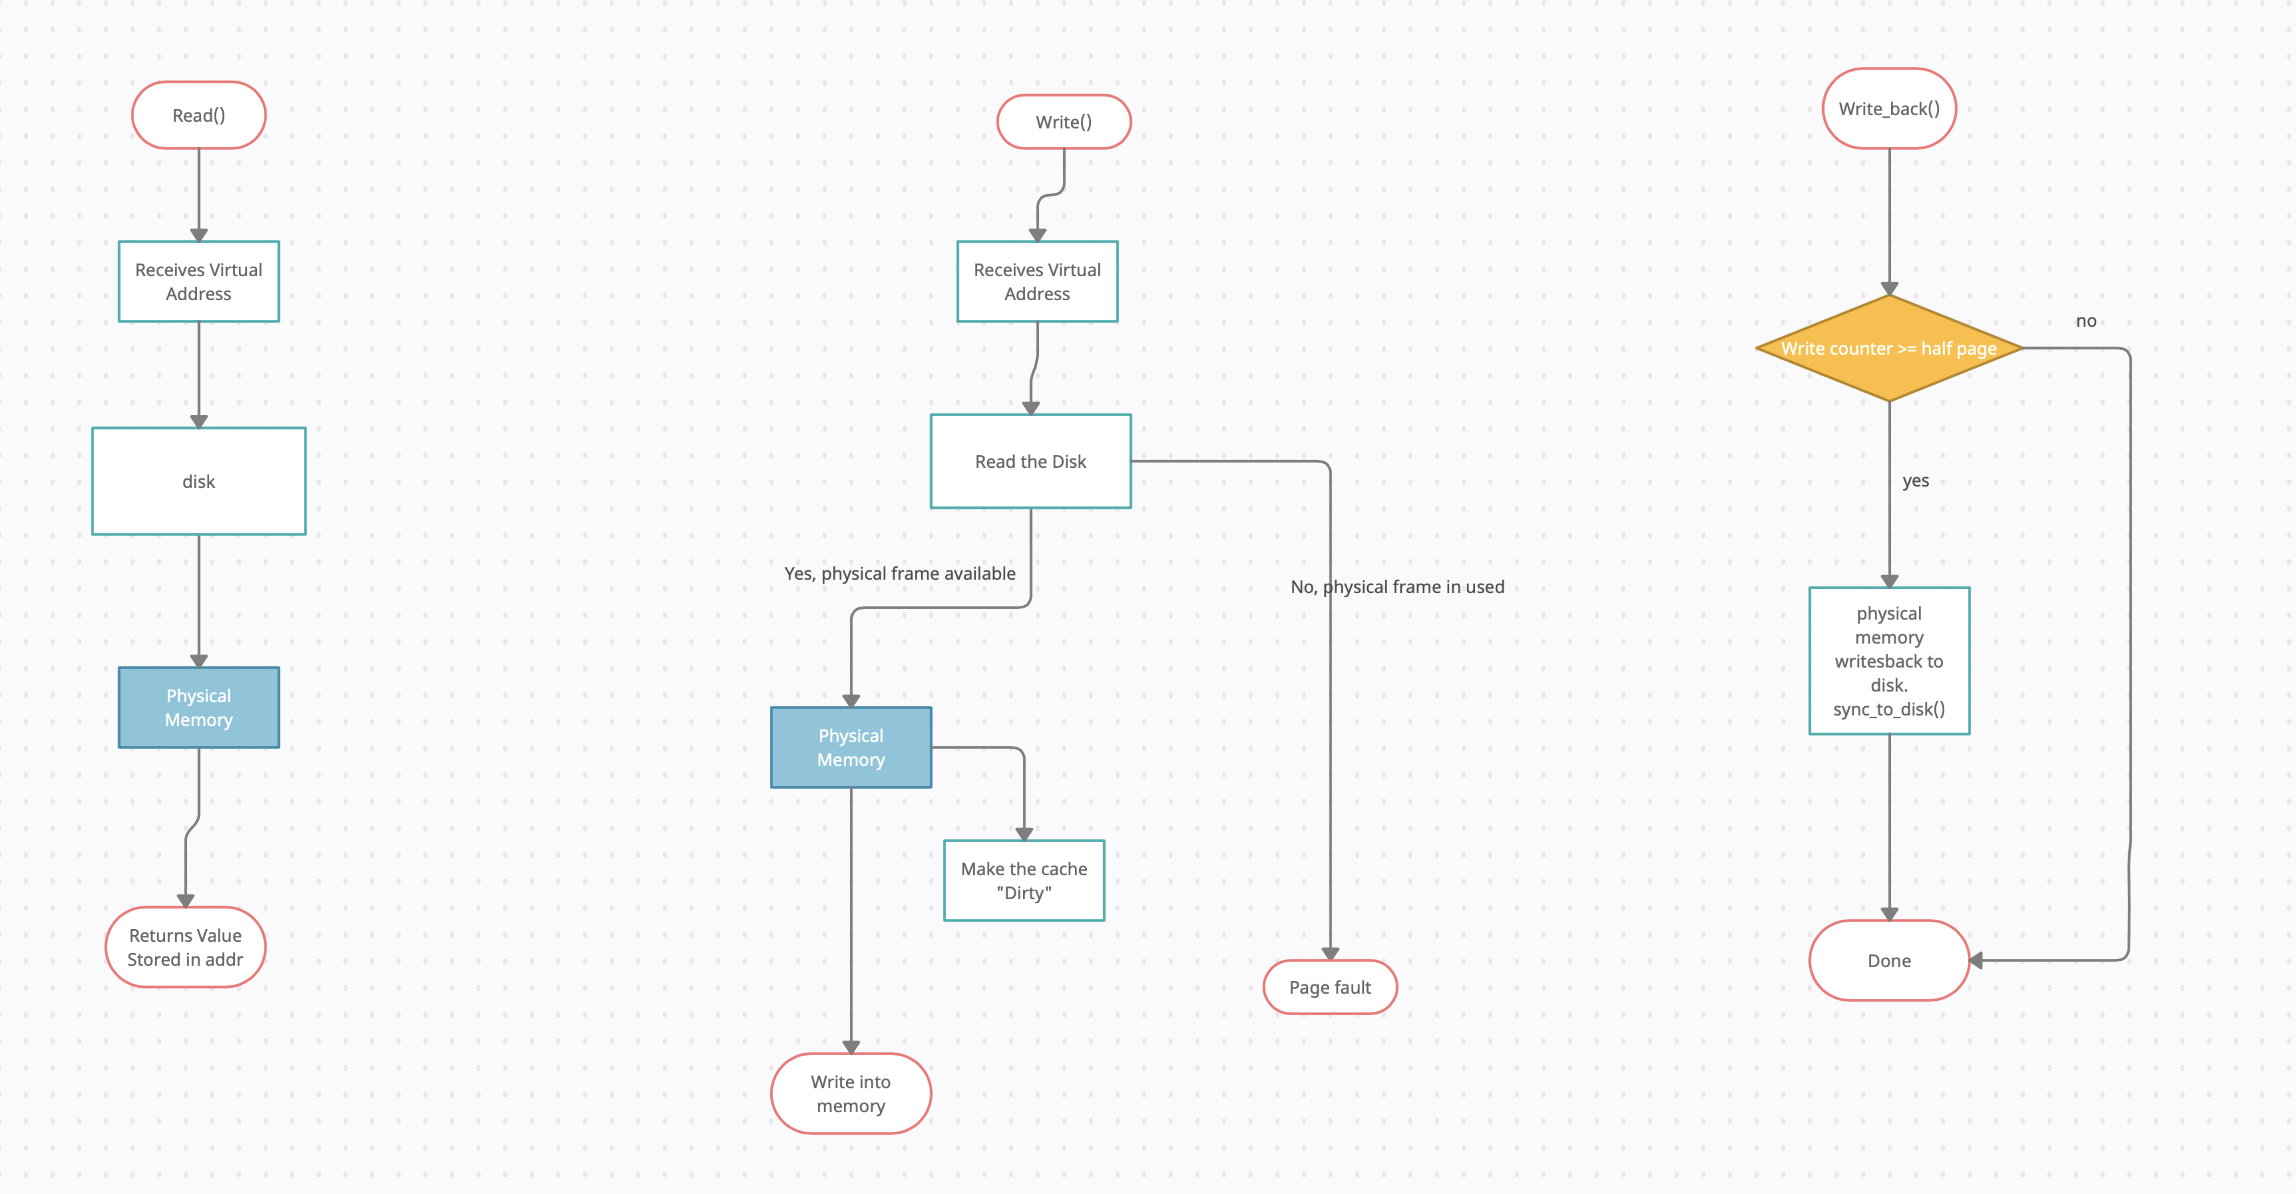 Read()
Receives Virtual
Address
disk
Physical
Memory
Returns Value
Stored in addr
Write()
Receives Virtual
Address
Read the Disk
Yes, physical frame available
No, physical frame in used
Physical
Memory
Make the cache
"Dirty"
Page fault
Write into
memory
Write_back()
Write counter >= half page
no
yes
physical
memory
writesback to
disk.
sync_to_disk()
Done